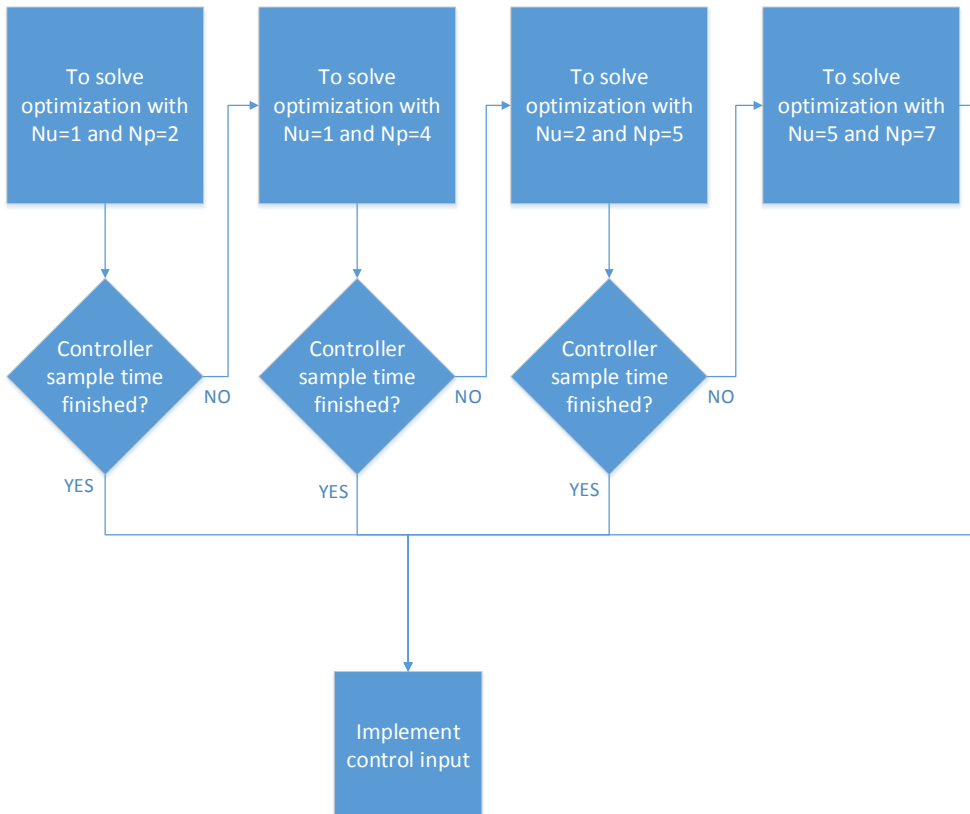 To solve
optimization with
Nu=1 and Np=2
To solve
optimization with
Nu=1 and Np=4
To solve
optimization with
Nu=2 and Np=5
To solve
optimization with
Nu=5 and Np=7
Controller
sample time
finished?
NO
Controller
sample time
finished?
NO
Controller
sample time
finished?
NO
YES
YES
YES
Implement
control input